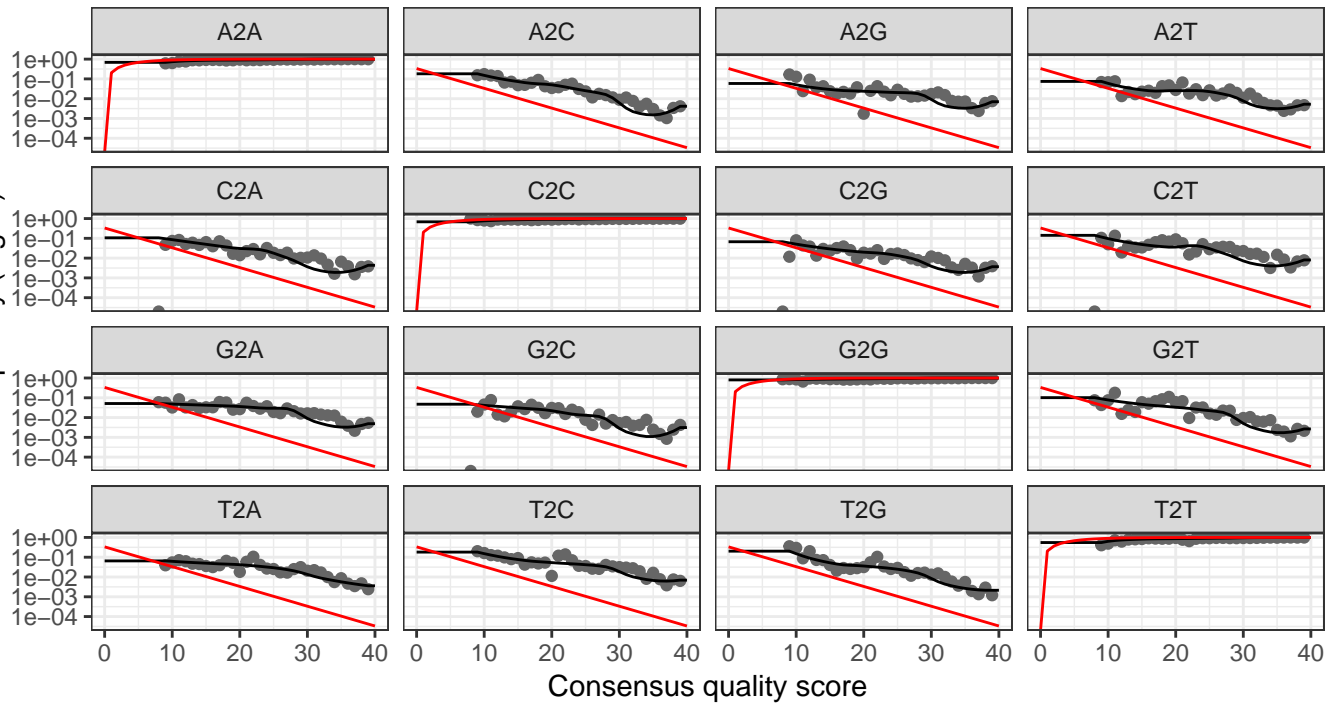 A2A A2C A2G A2T
1e+00
1e-01
1e-02
1e-03
1e-04
C2A C2C C2G C2T
1e+00
1e-01
1e-02
1e-03
1e-04
G2A G2C G2G G2T
1e+00
1e-01
1e-02
1e-03
1e-04
T2A T2C T2G T2T
1e+00
1e-01
1e-02
1e-03
1e-04
0 10 20 30 40 0 10 20 30 40 0 10 20 30 40 0 10 20 30 40
Consensus quality score